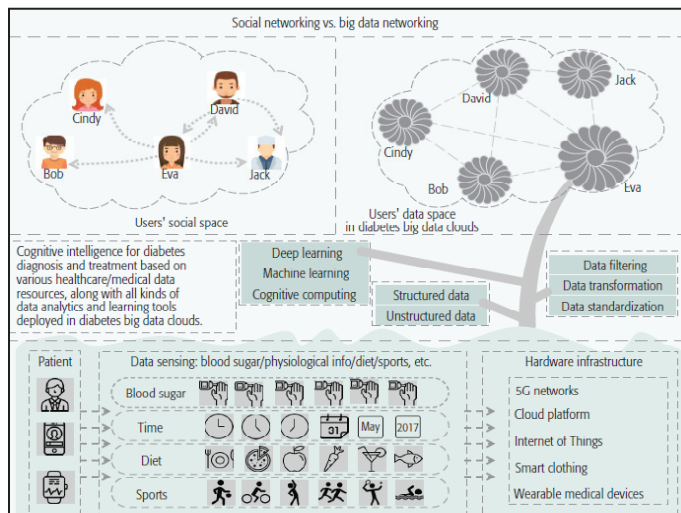 Social networking vs. big data networking
Cindy
David
Bob
Eva
Jack
Users' social space
David
Jack
Cindy
Bob
Eva
Users' data space
in diabetes big data clouds
Cognitive intelligence for diabetes
diagnosis and treatment based on
various healthcare/medical data
resources, along with all kinds of
data analytics and learning tools
deployed in diabetes big data clouds.
Deep learning
Machine learning
Cognitive computing
Structured data
Unstructured data
Data filtering
Data transformation
Data standardization
Patient
Data sensing: blood sugar/physiological info/diet/sports, etc.
Blood sugar
Time
31
May
2017
Diet
Sports
Hardware infrastructure
5G networks
Cloud platform
Internet of Things
Smart clothing
Wearable medical devices